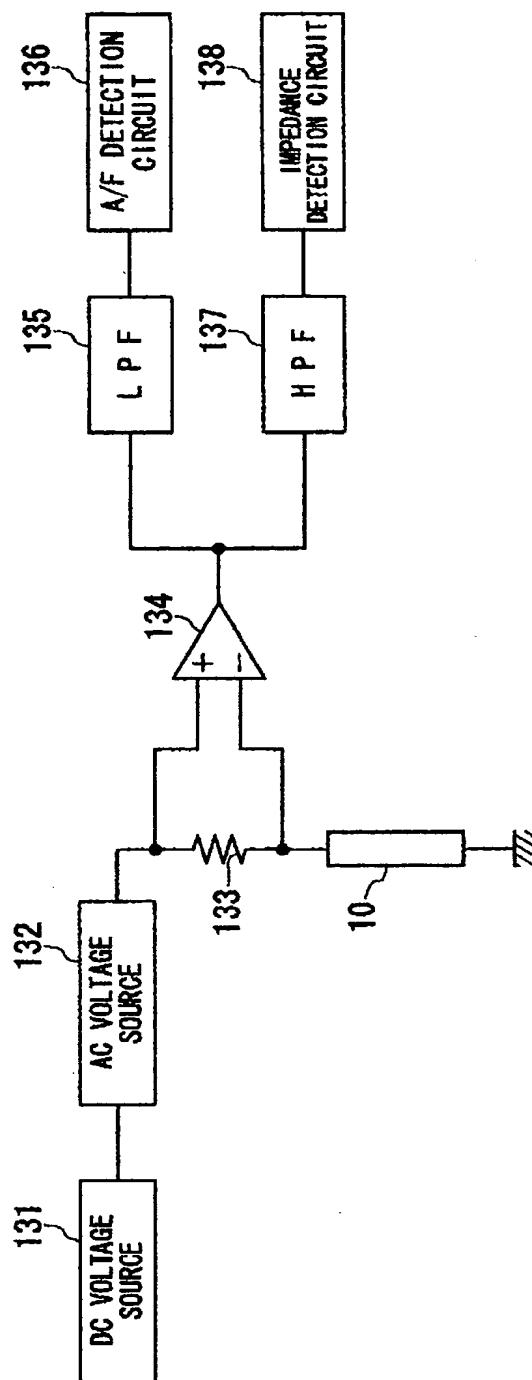 131
DC VOLTAGE
SOURCE
132
AC VOLTAGE
SOURCE
133
10
134
+
−
135
L P F
136
A/F DETECTION
CIRCUIT
137
H P F
138
IMPEDANCE
DETECTION CIRCUIT